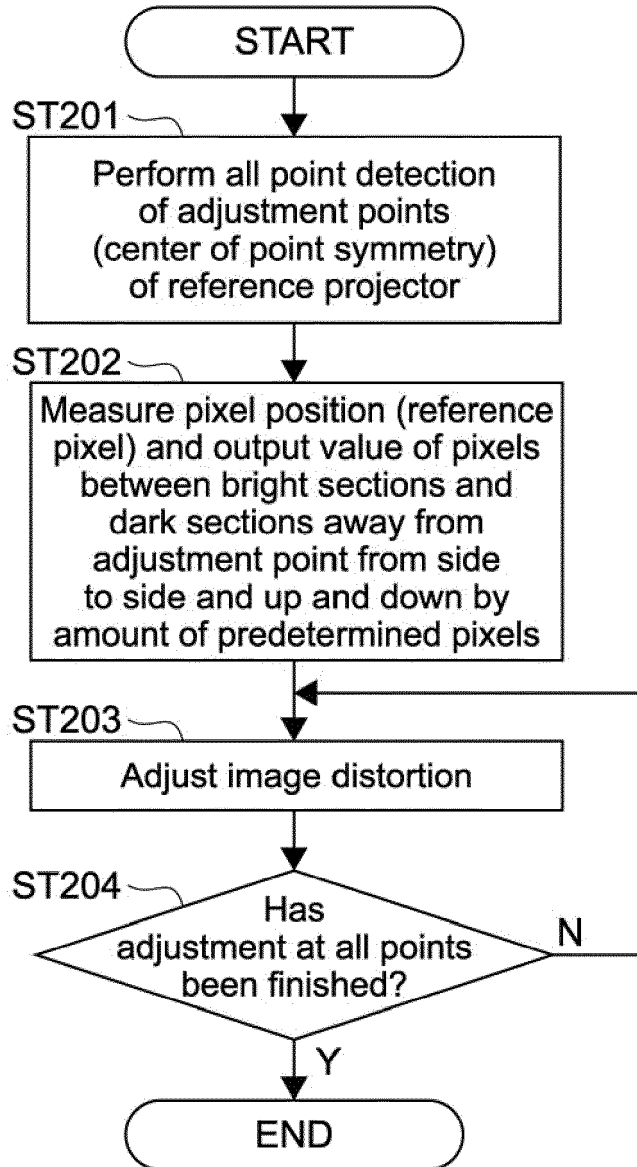 START
ST201
Perform all point detection
of adjustment points
(center of point symmetry)
of reference projector
ST202
Measure pixel position (reference
pixel) and output value of pixels
between bright sections and
dark sections away from
adjustment point from side
to side and up and down by
amount of predetermined pixels
ST203
Adjust image distortion
ST204
Has
adjustment at all points
been finished?
N
Y
END